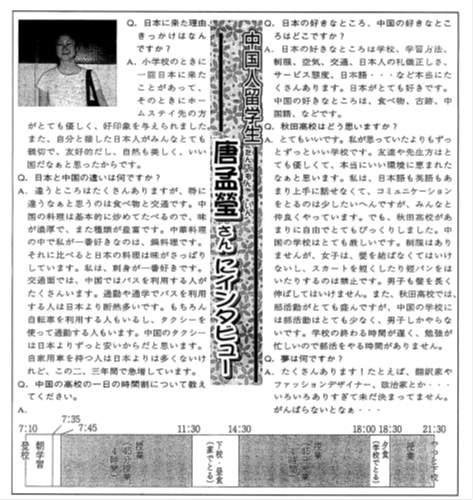 中国人留学生
唐孟瑩さんにインタビュー
Q．日本に来た理由、
きっかけはなん
ですか？
A．小学校のときに
一回日本に来た
ことがあって、
そのときにホー
ムステイ先の方
がとても優しく、好印象を与えられました。
また、自分と接した日本人がみんなとても
親切で、友好的だし、自然も美しく、いい
国だなぁと思ったからです。
Q．日本と中国の違いは何ですか？
A．違うところはたくさんありますが、特に
違うなぁと思うのは食べ物と交通です。中
国の料理は基本的に炒めてたべるので、味
が濃厚で、また種類が豊富です。中華料理
の中で私が一番好きなのは、鍋料理です。
それに比べると日本の料理は味がさっぱり
しています。私は、刺身が一番好きです。
交通面では、中国ではバスを利用する人が
たくさんいます。通勤や通学でバスを利用
する人は日本より断然多いです。もちろん
自転車を利用する人もいるし、タクシーを
使って通勤する人もいます。中国のタクシー
は日本よりずっと安いからだと思います。
自家用車を持つ人は日本よりは多くないけ
れど、この二、三年間で急増しています。
Q．中国の高校の一日の時間割について教え
てください。
A．
Q．日本の好きなところ、中国の好きなとこ
ろはどこですか？
A．日本の好きなところは学校、学習方法、
制服、空気、交通、日本人の礼儀正しさ、
サービス態度、日本語・・・など本当にた
くさんあります。日本がとても好きです。
中国の好きなところは、食べ物、古跡、中
国語、などです。
Q．秋田高校はどう思いますか？
A．とてもいいです。私が思っていたよりもずっ
とずっといい学校です。友達や先生方はと
ても優しくて、本当にいい環境に恵まれた
なぁと思います。私は、日本語も英語もあ
まり上手に話せなくて、コミュニケーション
をとるのは少したいへんですが、みんなと
仲良くやっています。でも、秋田高校があ
まりに自由でとてもびっくりしました。中
国の学校はとても厳しいです。制服はあり
ませんが、女子は、髪を結ばなくてはいけ
ないし、スカートを短くしたり短パンをは
いたりするのは禁止です。男子も髪を長く
伸ばしてはいけません。また、秋田高校では、
部活動がとても盛んですが、中国の学校に
は部活動はとても少なく、男子しかやらな
いです。学校の終わる時間が遅く、勉強が
忙しいので部活をやる時間がありません。
Q．夢は何ですか？
A．たくさんあります！たとえば、翻訳家や
ファッションデザイナー、政治家とか・・・
いろいろありすぎて未だ決まってません。
がんばらないとなぁ・・・
7:10
7:35
7:45
11:30
14:30
18:00
18:30
21:30
登校
朝学習
授業
下校・昼食
（家でとる）
授業
夕食
（学校でとる）
授業
やっと下校